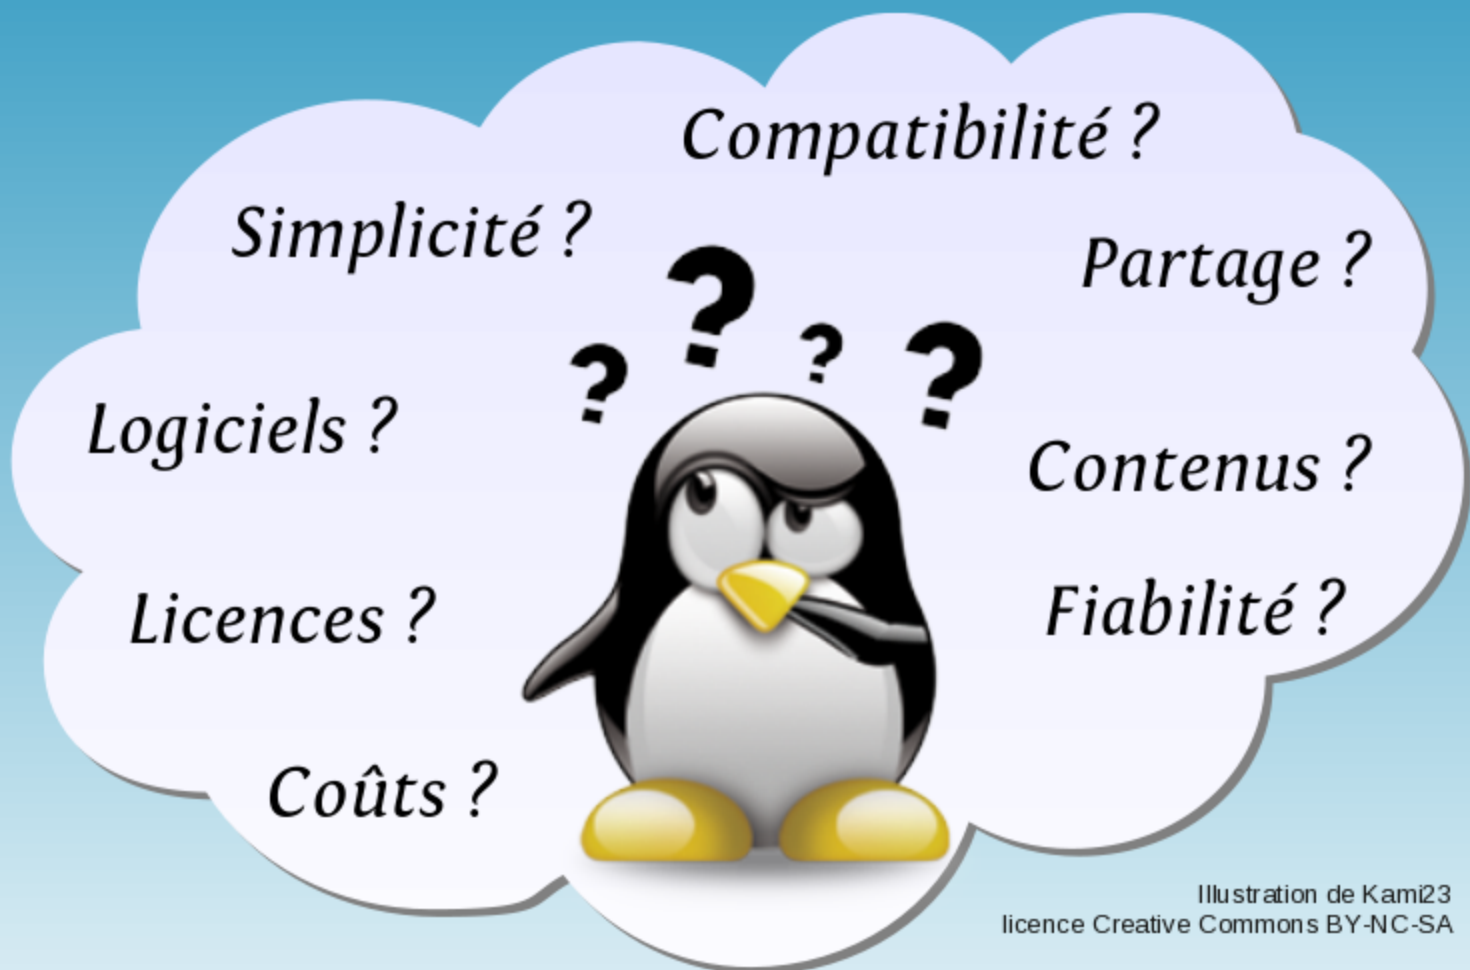 Compatibilité ?
Simplicité ?
Partage ?
? ? ? ?
Logiciels ?
Contenus ?
Licences ?
Fiabilité ?
Coûts ?
Illustration de Kami23
licence Creative Commons BY-NC-SA